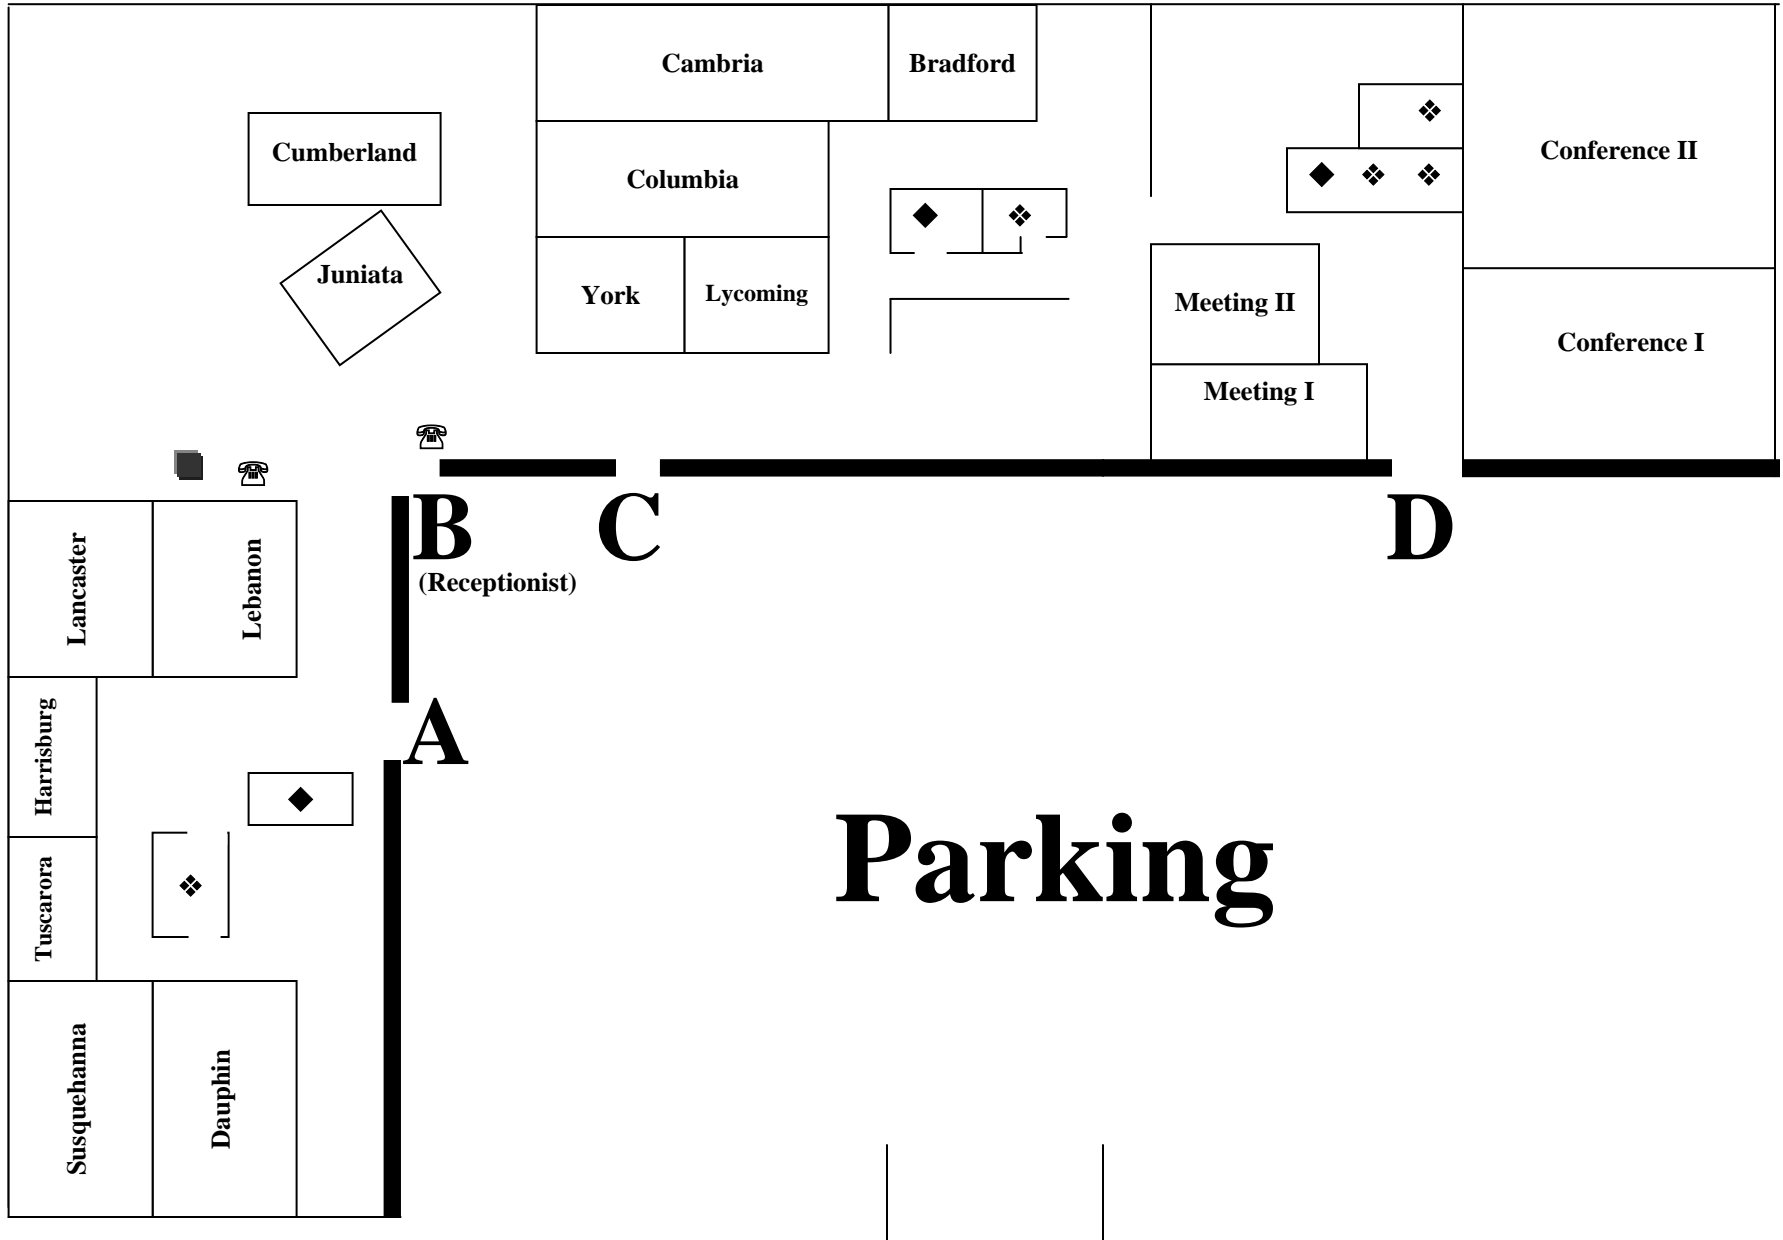 Cambria
Bradford
Cumberland
Columbia
Conference II
Juniata
York
Lycoming
Meeting II
Conference I
Meeting I
B
C
D
(Receptionist)
Lancaster
Lebanon
A
Harrisburg
Parking
Tuscarora
Susquehanna
Dauphin